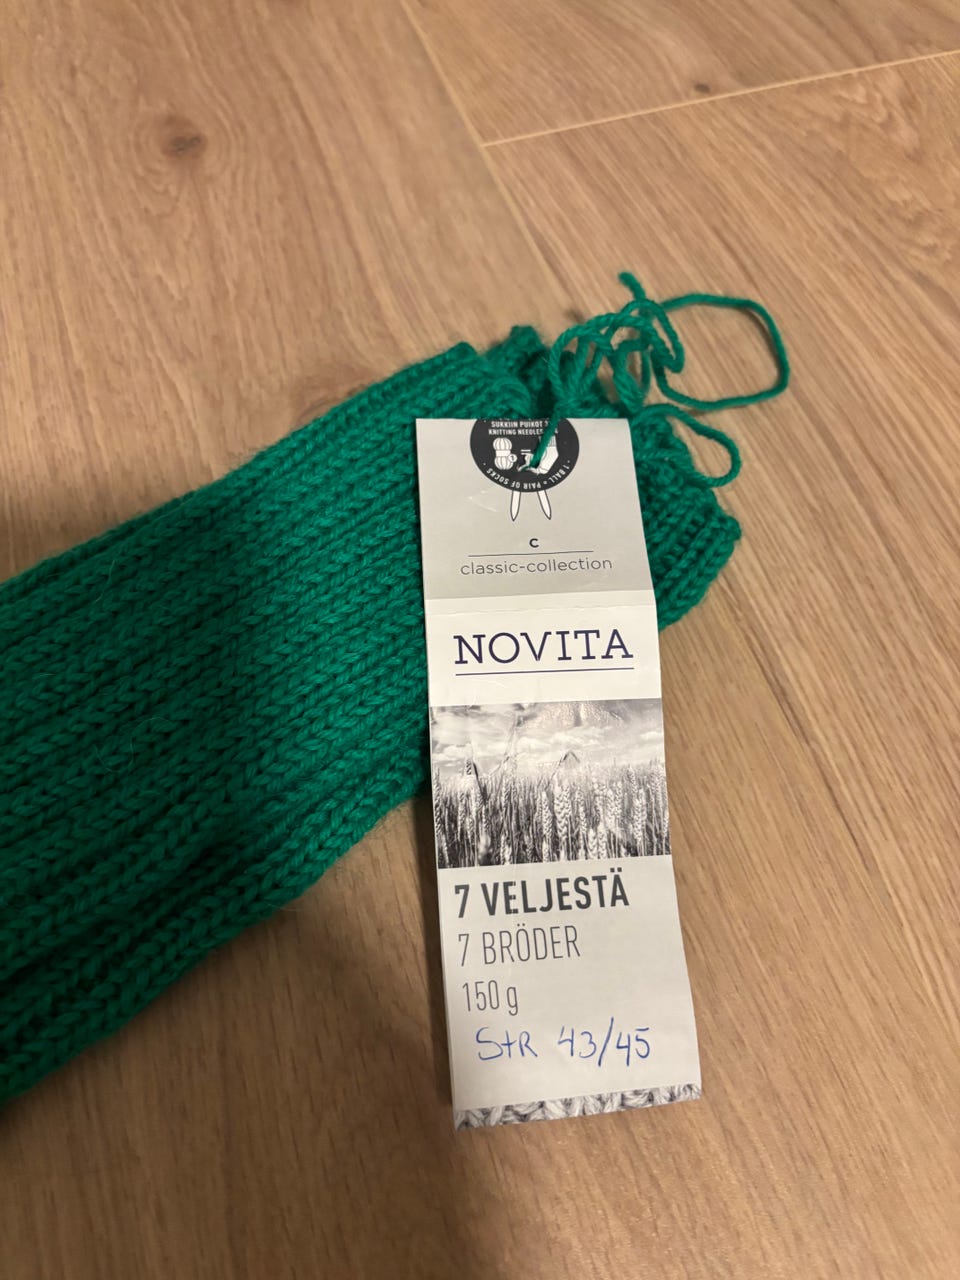 SUKKIIN PUIKOT 3
KNITTING NEEDLES
1 BALL = PAIR OF SOCKS
c
classic-collection
NOVITA
7 VELJESTÄ
7 BRÖDER
150 g
StR 43/45